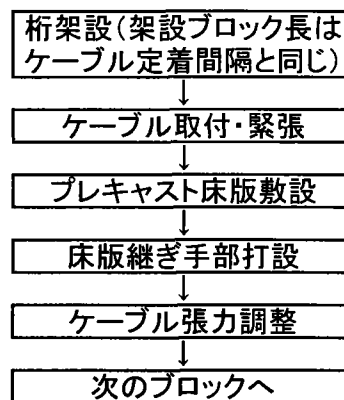 桁架設(架設ブロック長は
ケーブル定着間隔と同じ)
ケーブル取付・緊張
プレキャスト床版敷設
床版継ぎ手部打設
ケーブル張力調整
次のブロックへ